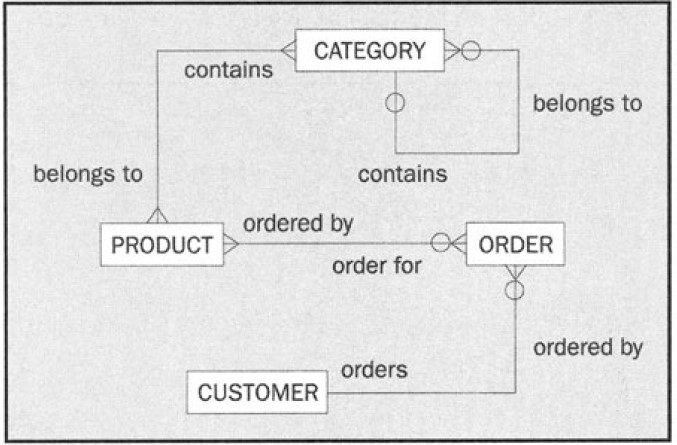 CATEGORY
contains
belongs to
contains
belongs to
PRODUCT
ordered by
order for
ORDER
ordered by
orders
CUSTOMER